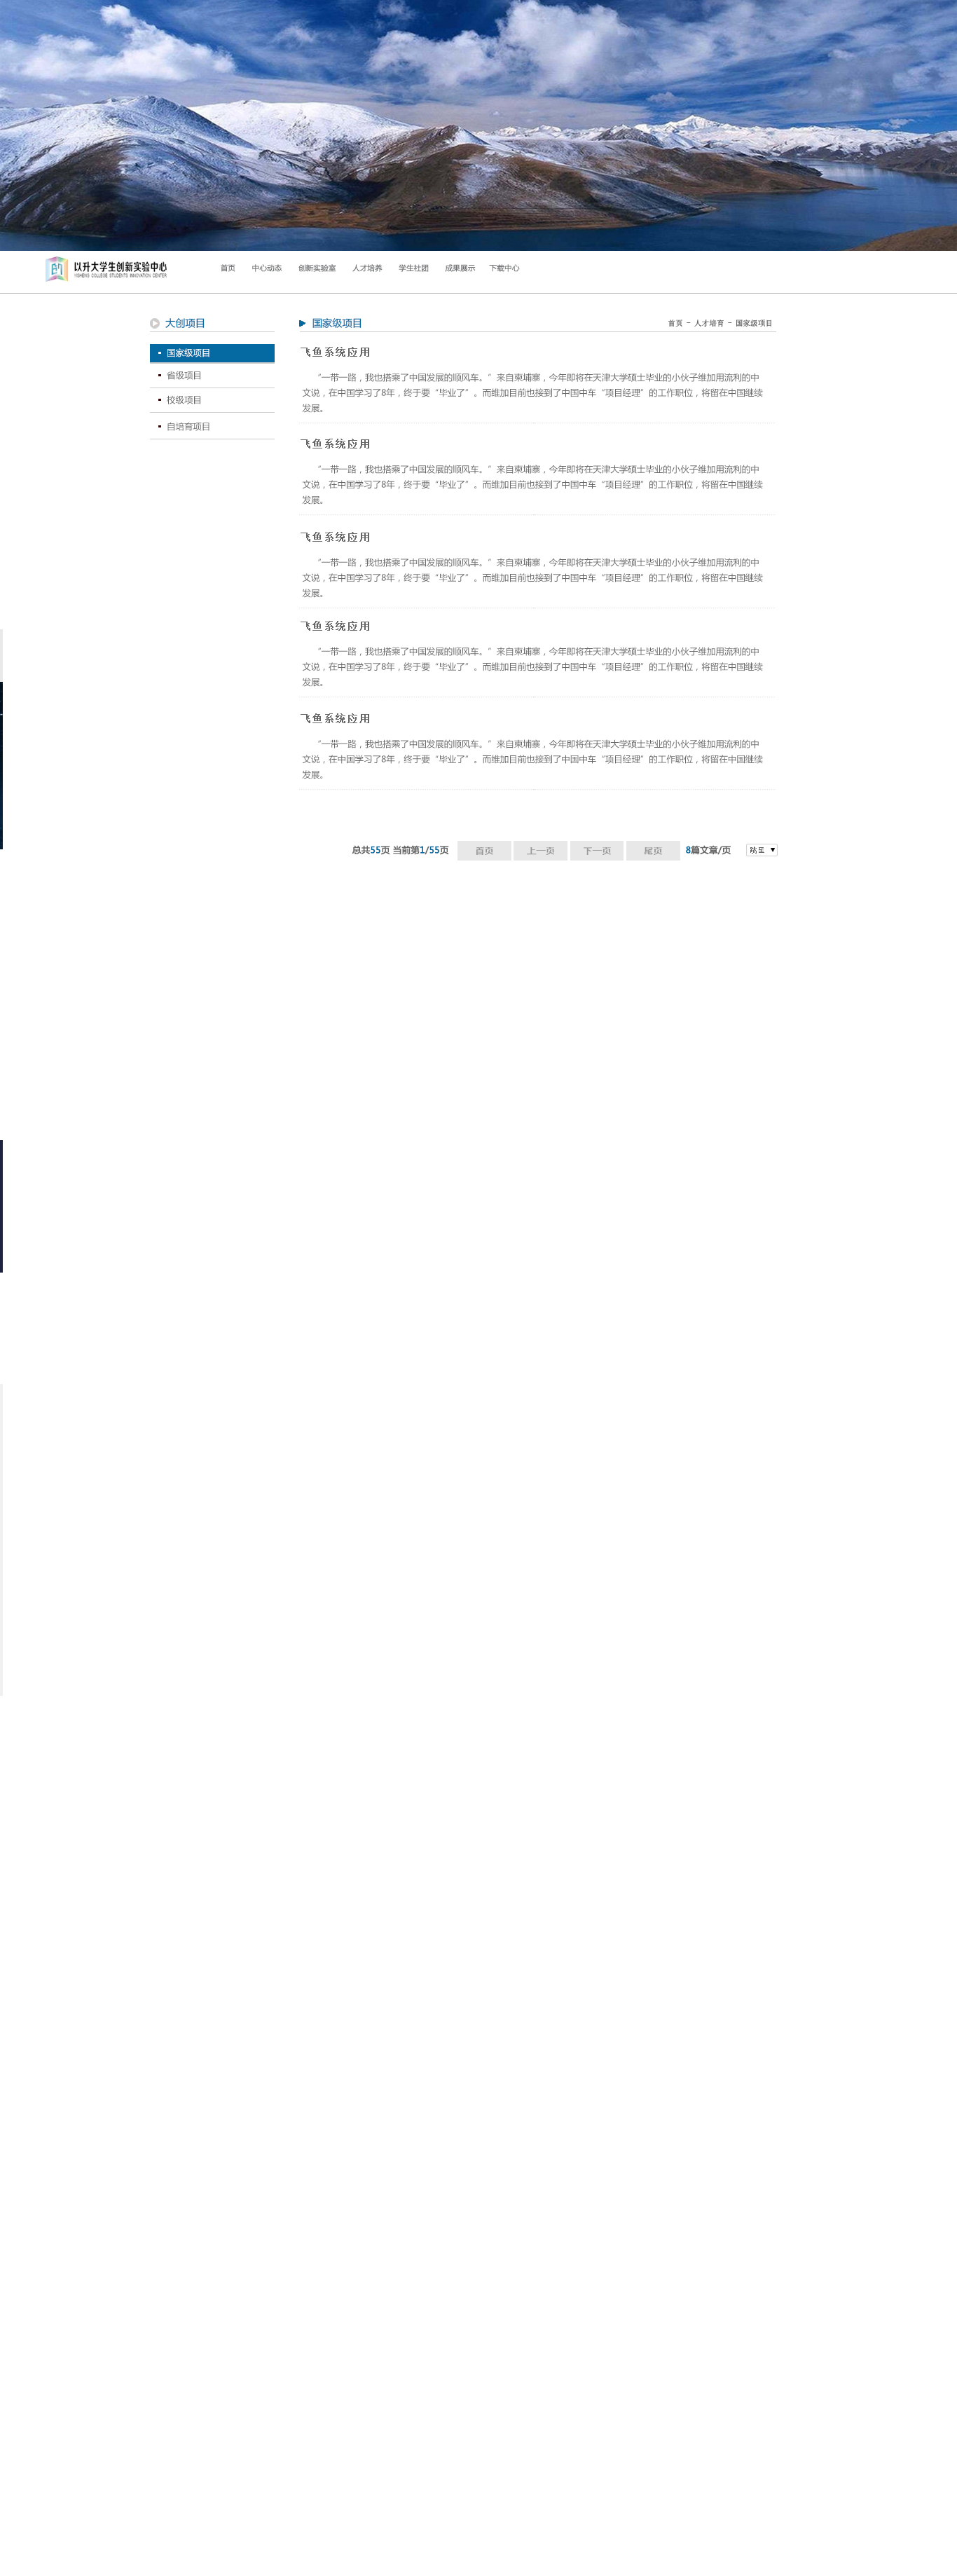 以升大学生创新实验中心
YISHENG COLLEGE STUDENTS INNOVATION CENTER
首页 中心动态 创新实验室 人才培养 学生社团 成果展示 下载中心
大创项目
国家级项目
省级项目
校级项目
自培育项目
国家级项目
首页 - 人才培育 - 国家级项目
飞鱼系统应用
“一带一路，我也搭乘了中国发展的顺风车。”来自柬埔寨，今年即将在天津大学硕士毕业的小伙子维加用流利的中
文说，在中国学习了8年，终于要“毕业了”。而维加目前也接到了中国中车“项目经理”的工作职位，将留在中国继续
发展。
飞鱼系统应用
“一带一路，我也搭乘了中国发展的顺风车。”来自柬埔寨，今年即将在天津大学硕士毕业的小伙子维加用流利的中
文说，在中国学习了8年，终于要“毕业了”。而维加目前也接到了中国中车“项目经理”的工作职位，将留在中国继续
发展。
飞鱼系统应用
“一带一路，我也搭乘了中国发展的顺风车。”来自柬埔寨，今年即将在天津大学硕士毕业的小伙子维加用流利的中
文说，在中国学习了8年，终于要“毕业了”。而维加目前也接到了中国中车“项目经理”的工作职位，将留在中国继续
发展。
飞鱼系统应用
“一带一路，我也搭乘了中国发展的顺风车。”来自柬埔寨，今年即将在天津大学硕士毕业的小伙子维加用流利的中
文说，在中国学习了8年，终于要“毕业了”。而维加目前也接到了中国中车“项目经理”的工作职位，将留在中国继续
发展。
飞鱼系统应用
“一带一路，我也搭乘了中国发展的顺风车。”来自柬埔寨，今年即将在天津大学硕士毕业的小伙子维加用流利的中
文说，在中国学习了8年，终于要“毕业了”。而维加目前也接到了中国中车“项目经理”的工作职位，将留在中国继续
发展。
总共55页 当前第1/55页 首页 上一页 下一页 尾页 8篇文章/页 跳至